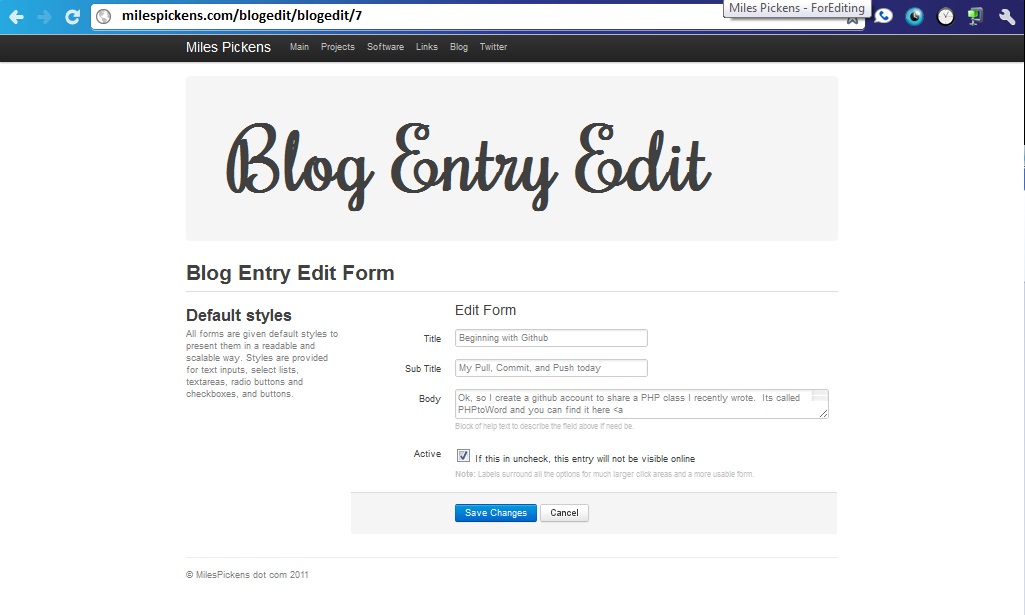 Miles Pickens - ForEditing
milespickens.com/blogedit/blogedit/7
Miles Pickens Main Projects Software Links Blog Twitter
Blog Entry Edit
Blog Entry Edit Form
Default styles
All forms are given default styles to
present them in a readable and
scalable way. Styles are provided
for text inputs, select lists,
textareas, radio buttons and
checkboxes, and buttons.
Edit Form
Title Beginning with Github
Sub Title My Pull, Commit, and Push today
Body Ok, so I create a github account to share a PHP class I recently wrote. Its called
PHPtoWord and you can find it here <a
Block of help text to describe the field above if need be.
Active If this in uncheck, this entry will not be visible online
Note: Labels surround all the options for much larger click areas and a more usable form.
Save Changes Cancel
© MilesPickens dot com 2011